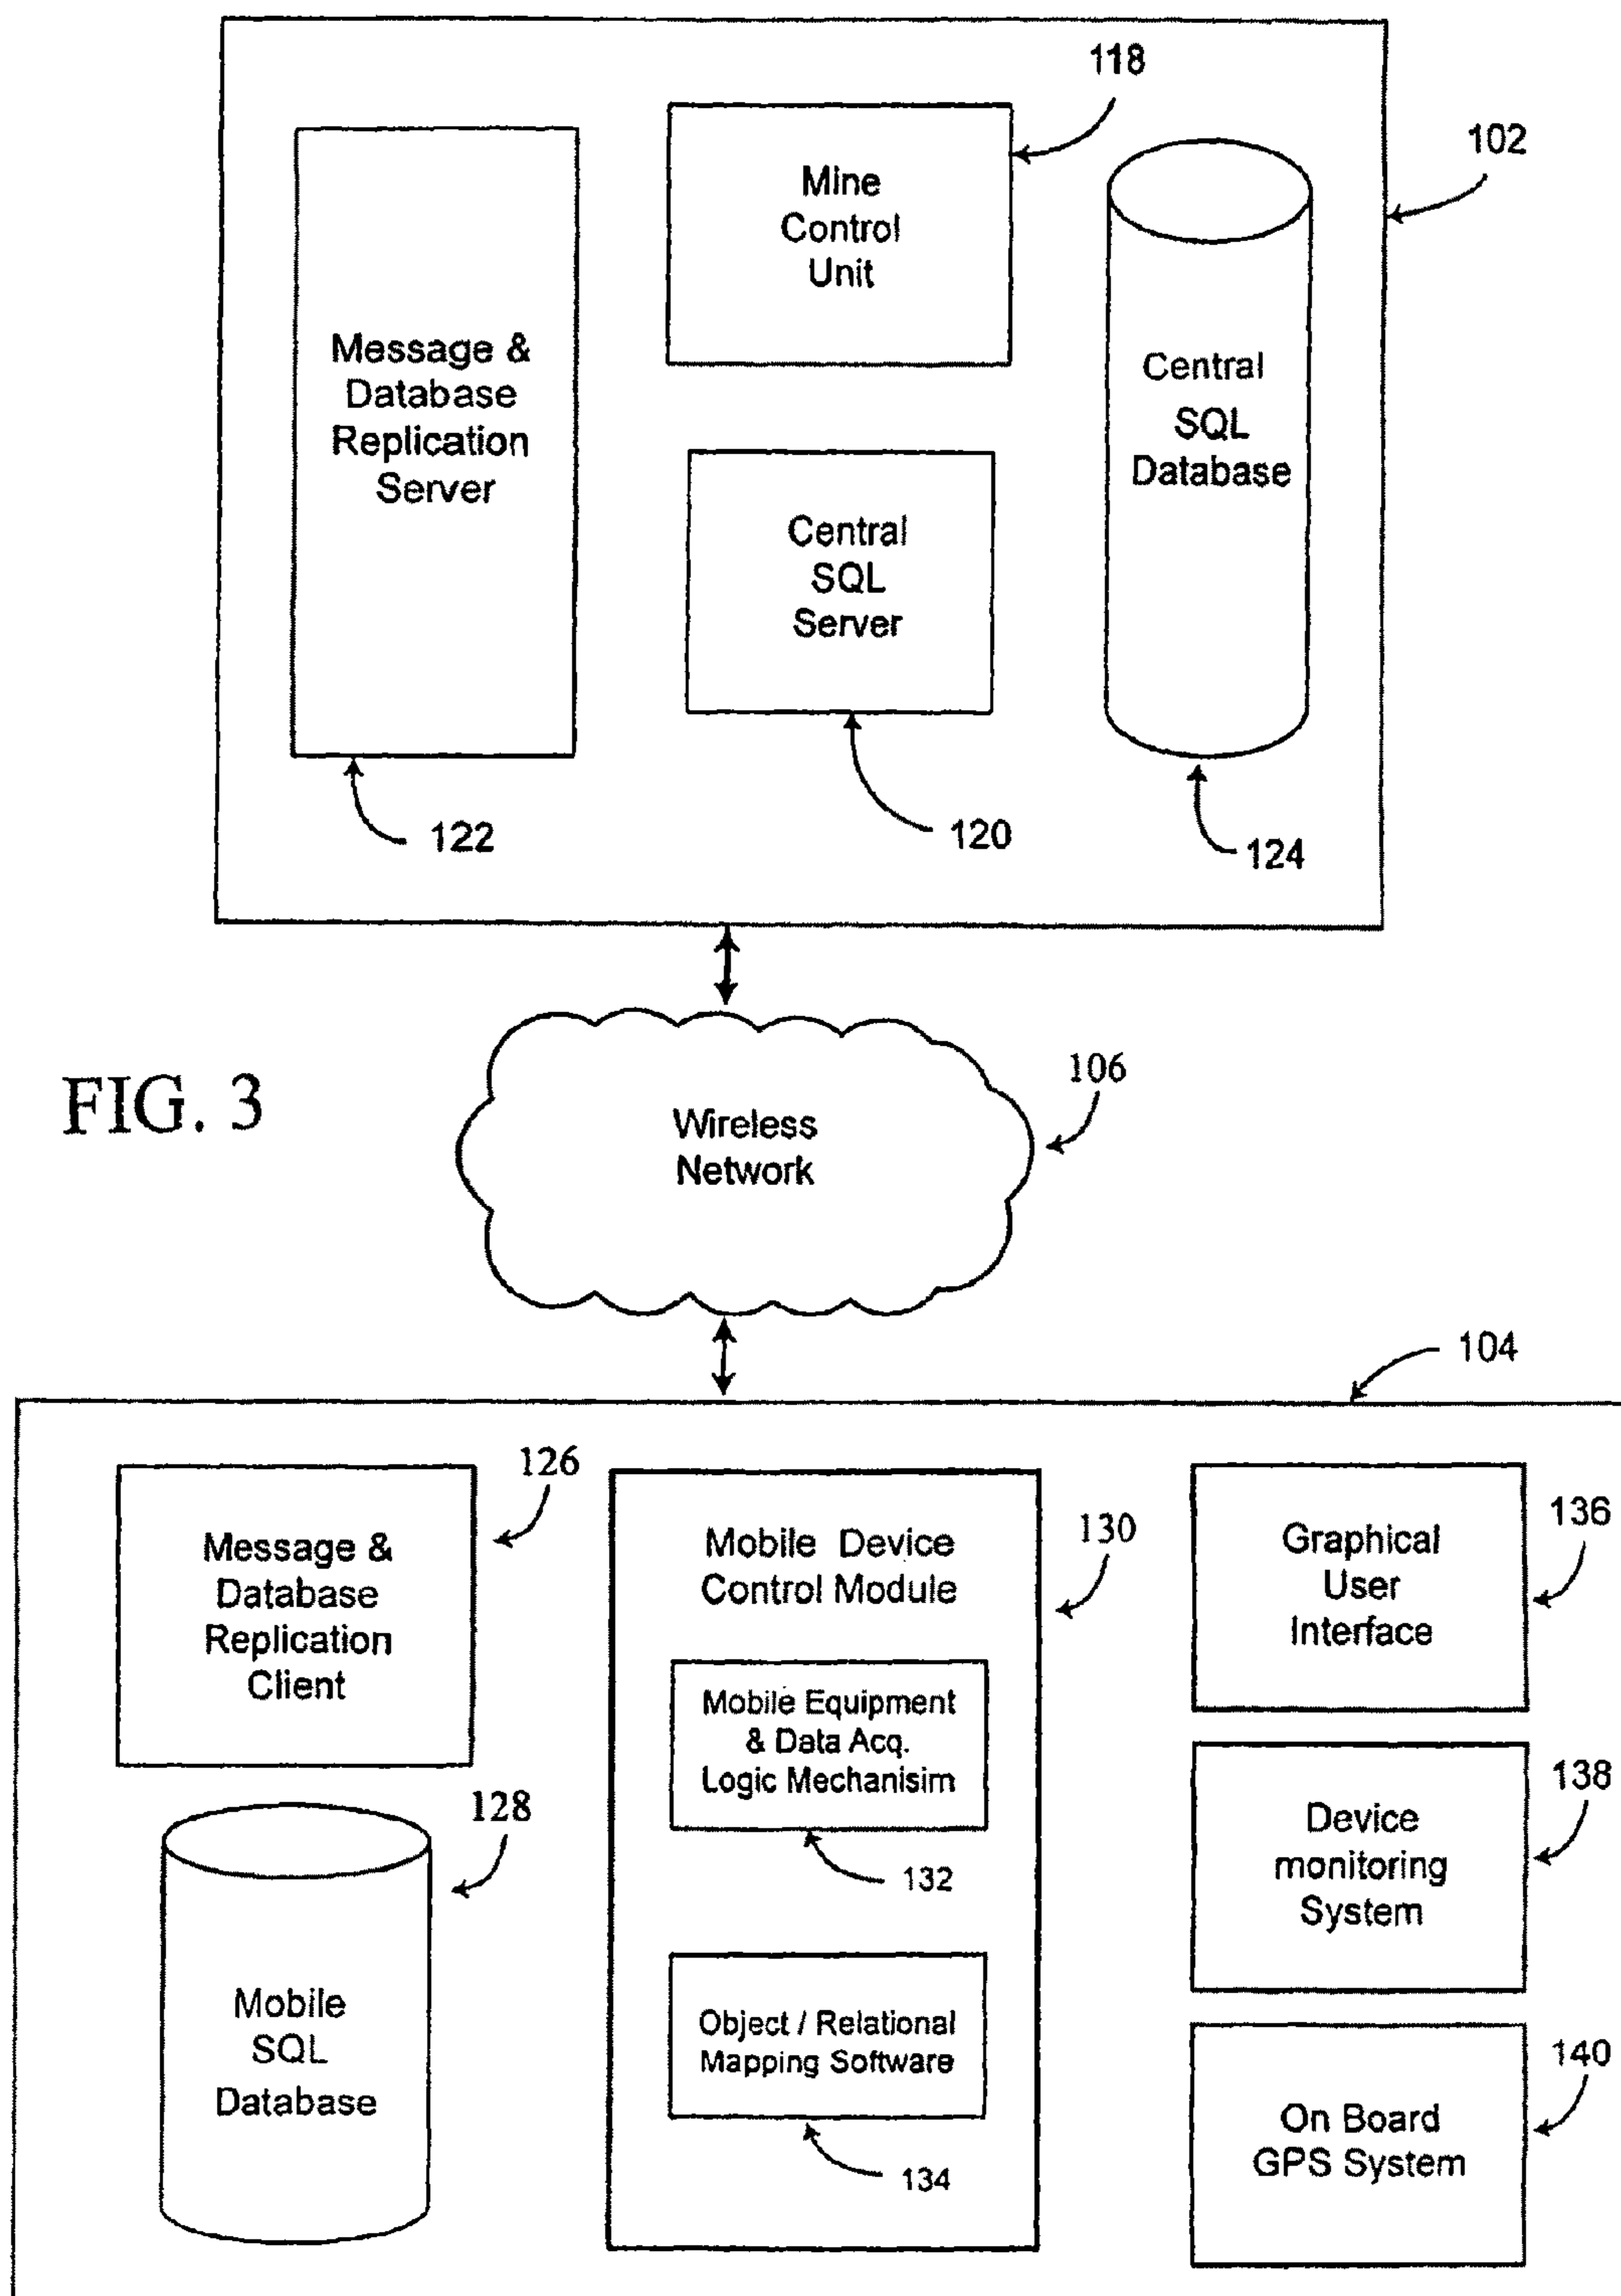 118
102
Mine
Control
Unit
Message &
Database
Replication
Server
Central
SQL
Database
Central
SQL
Server
122
120
124
FIG. 3
106
Wireless
Network
104
126
Message &
Database
Replication
Client
Mobile Device
Control Module
130
Graphical
User
Interface
136
Mobile Equipment
& Data Acq.
Logic Mechanisim
132
128
Mobile
SQL
Database
Device
monitoring
System
138
Object / Relational
Mapping Software
134
On Board
GPS System
140